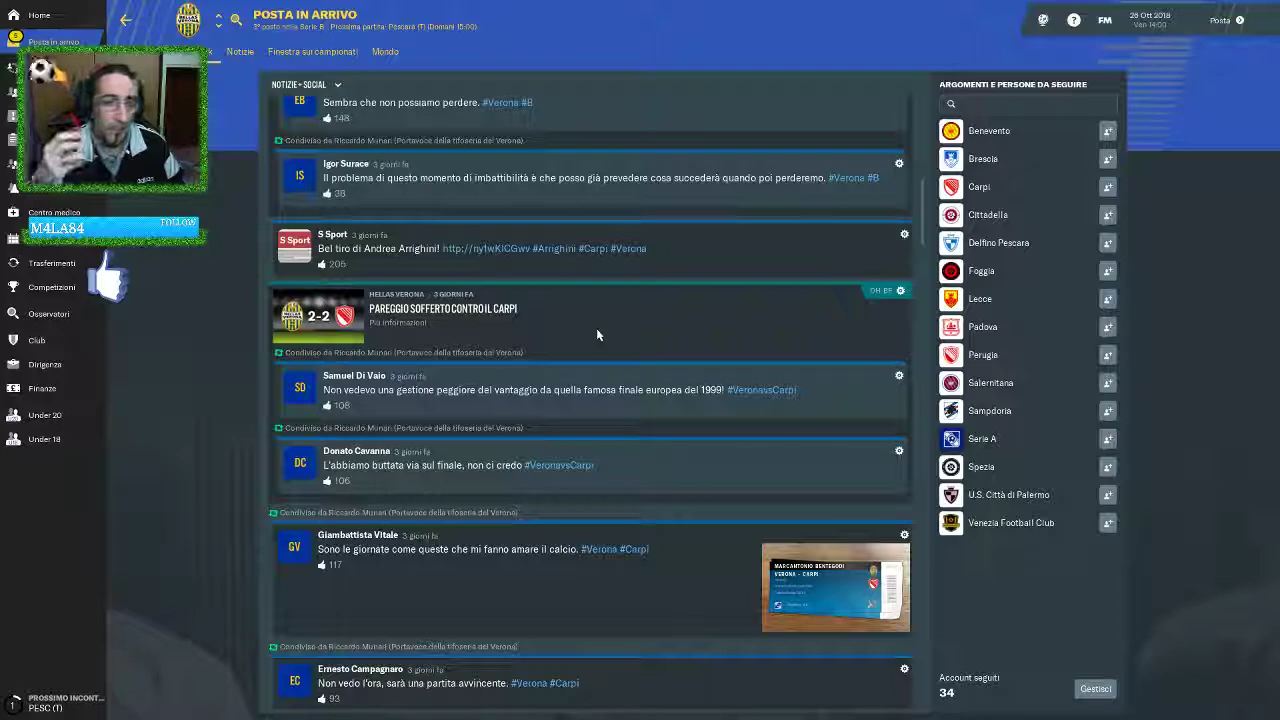 Home
POSTA IN ARRIVO
3° posto nella Serie B · Prossima partita: Pescara (T) (Domani 15:00)
FM
26 Ott 2018
Ven 14:00
Posta
5
Posta in arrivo
Notizie
Finestra sui campionati
Mondo
NOTIZIE > SOCIAL
EB
Sembra che non possiamo perdere. #Verona #B
148
Condiviso da Riccardo Munari (Portavoce della tifoseria del Verona)
IS
Igor Surace 3 giorni fa
Il problema di questo momento di imbattibilità è che posso già prevedere cosa succederà quando poi perderemo. #Verona #B
38
S Sport
S Sport 3 giorni fa
Bel tiro di Andrea Arrighini! http://ny1wKICGwv #Arrighini #Carpi #Verona
205
2-2
HELLAS VERONA 3 GIORNI FA
PAREGGIO SOFFERTO CONTRO IL CARPI
Più informazioni
OH BE
Condiviso da Riccardo Munari (Portavoce della tifoseria del Verona)
SD
Samuel Di Vaio 3 giorni fa
Non vedevo una gestione peggiore del vantaggio da quella famosa finale europea del 1999! #VeronavsCarpi
108
Condiviso da Riccardo Munari (Portavoce della tifoseria del Verona)
DC
Donato Cavanna 3 giorni fa
L'abbiamo buttata via sul finale, non ci credo #VeronavsCarpi
106
Condiviso da Riccardo Munari (Portavoce della tifoseria del Verona)
GV
Giambattista Vitale 3 giorni fa
Sono le giornate come queste che mi fanno amare il calcio. #Verona #Carpi
117
MARCANTONIO BENTEGODI
VERONA - CARPI
Condiviso da Riccardo Munari (Portavoce della tifoseria del Verona)
EC
Ernesto Campagnaro 3 giorni fa
Non vedo l'ora, sarà una partita avvincente. #Verona #Carpi
93
ARGOMENTI E PERSONE DA SEGUIRE
Benevento
Brescia
Carpi
Cittadella
Delfino Pescara
Foggia
Lecce
Padova
Perugia
Salernitana
Sampdoria
Serie A
Spezia
U.S. Città di Palermo
Venezia Football Club
Account seguiti
34
Gestisci
adidas
M4LA84
FOLLOW
Centro medico
Trasferimenti
Competizioni
Osservatori
Club
Dirigenza
Finanze
Under 20
Under 18
1
PROSSIMO INCONT...
PESC (T)